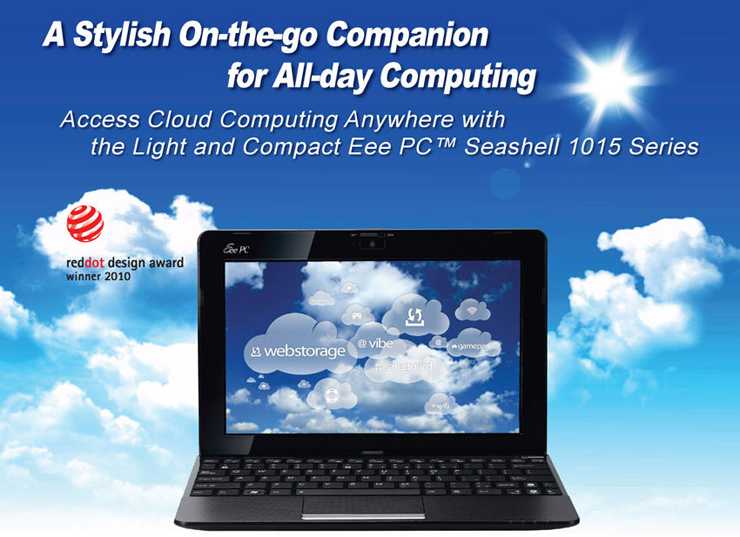 A Stylish On-the-go Companion
for All-day Computing
Access Cloud Computing Anywhere with
the Light and Compact Eee PC™ Seashell 1015 Series
reddot design award
winner 2010
Eee PC
webstorage
@ vibe
@